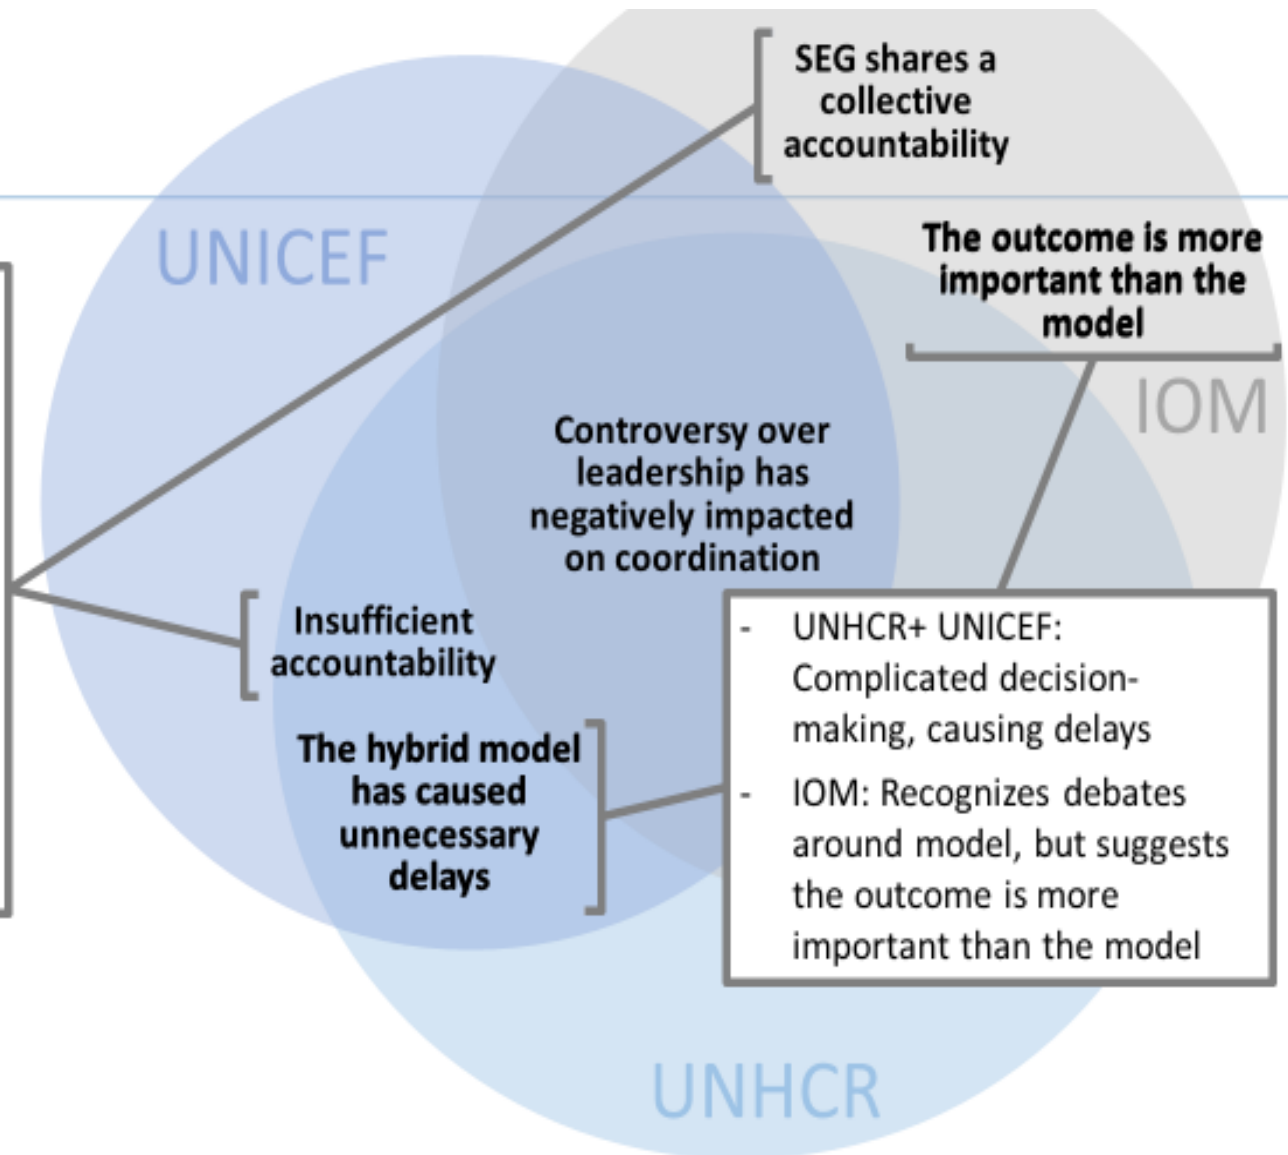 SEG shares a
collective
accountability
UNICEF
The outcome is more
important than the
model
IOM
Controversy over
leadership has
negatively impacted
on coordination
Insufficient
accountability
The hybrid model
has caused
unnecessary
delays
- UNHCR+ UNICEF:
Complicated decision-
making, causing delays
- IOM: Recognizes debates
around model, but suggests
the outcome is more
important than the model
UNHCR